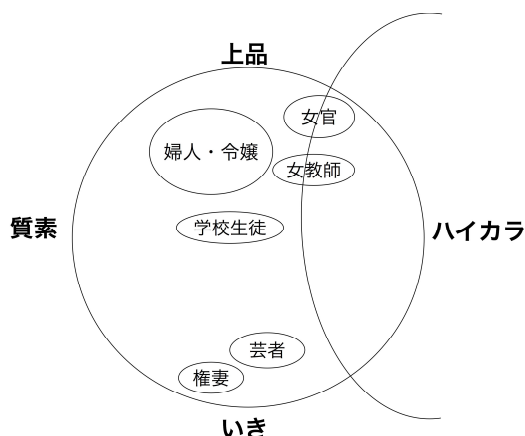 上品
女官
婦人・令嬢
女教師
質素
学校生徒
ハイカラ
芸者
権妻
いき